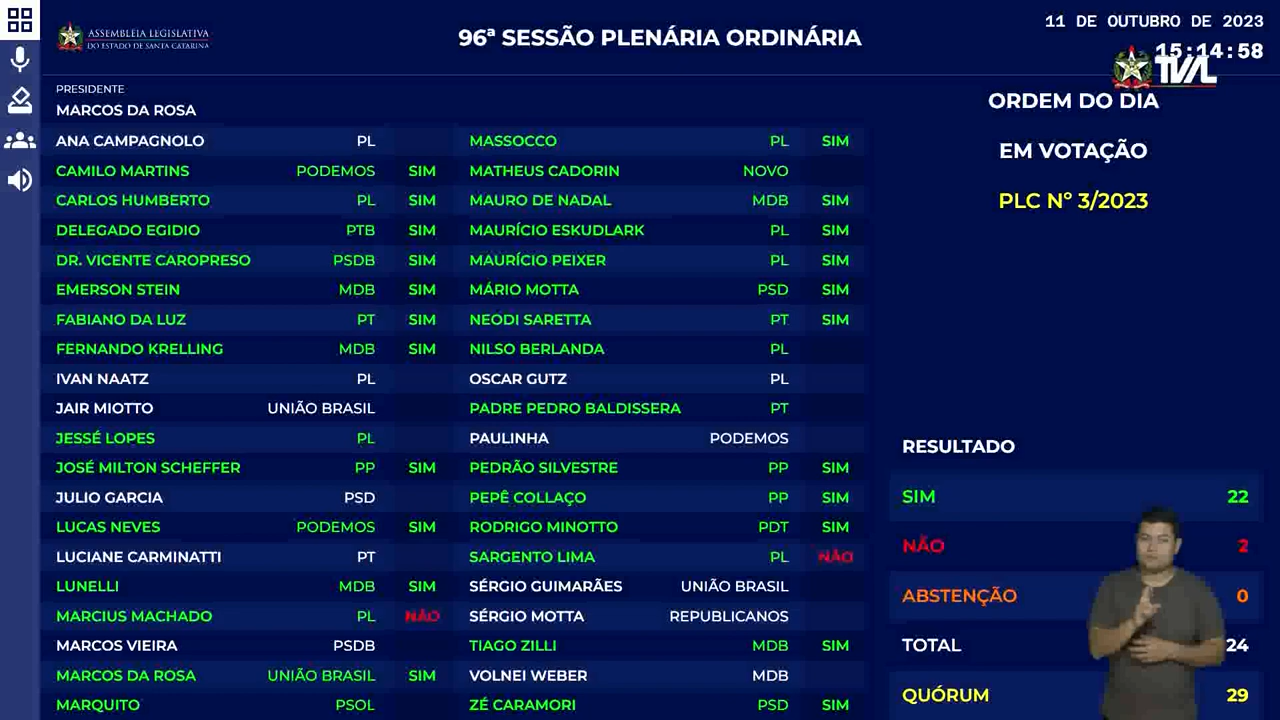 ASSEMBLEIA LEGISLATIVA
DO ESTADO DE SANTA CATARINA
96ª SESSÃO PLENÁRIA ORDINÁRIA
11 DE OUTUBRO DE 2023
15:14:58
TVAL
PRESIDENTE
MARCOS DA ROSA
ANA CAMPAGNOLO PL
CAMILO MARTINS PODEMOS SIM
CARLOS HUMBERTO PL SIM
DELEGADO EGIDIO PTB SIM
DR. VICENTE CAROPRESO PSDB SIM
EMERSON STEIN MDB SIM
FABIANO DA LUZ PT SIM
FERNANDO KRELLING MDB SIM
IVAN NAATZ PL
JAIR MIOTTO UNIÃO BRASIL
JESSÉ LOPES PL
JOSÉ MILTON SCHEFFER PP SIM
JULIO GARCIA PSD
LUCAS NEVES PODEMOS SIM
LUCIANE CARMINATTI PT
LUNELLI MDB SIM
MARCIUS MACHADO PL NÃO
MARCOS VIEIRA PSDB
MARCOS DA ROSA UNIÃO BRASIL SIM
MARQUITO PSOL
MASSOCCO PL SIM
MATHEUS CADORIN NOVO
MAURO DE NADAL MDB SIM
MAURÍCIO ESKUDLARK PL SIM
MAURÍCIO PEIXER PL SIM
MÁRIO MOTTA PSD SIM
NEODI SARETTA PT SIM
NILSO BERLANDA PL
OSCAR GUTZ PL
PADRE PEDRO BALDISSERA PT
PAULINHA PODEMOS
PEDRÃO SILVESTRE PP SIM
PEPÊ COLLAÇO PP SIM
RODRIGO MINOTTO PDT SIM
SARGENTO LIMA PL NÃO
SÉRGIO GUIMARÃES UNIÃO BRASIL
SÉRGIO MOTTA REPUBLICANOS
TIAGO ZILLI MDB SIM
VOLNEI WEBER MDB
ZÉ CARAMORI PSD SIM
ORDEM DO DIA
EM VOTAÇÃO
PLC Nº 3/2023
RESULTADO
SIM 22
NÃO 2
ABSTENÇÃO 0
TOTAL 24
QUÓRUM 29